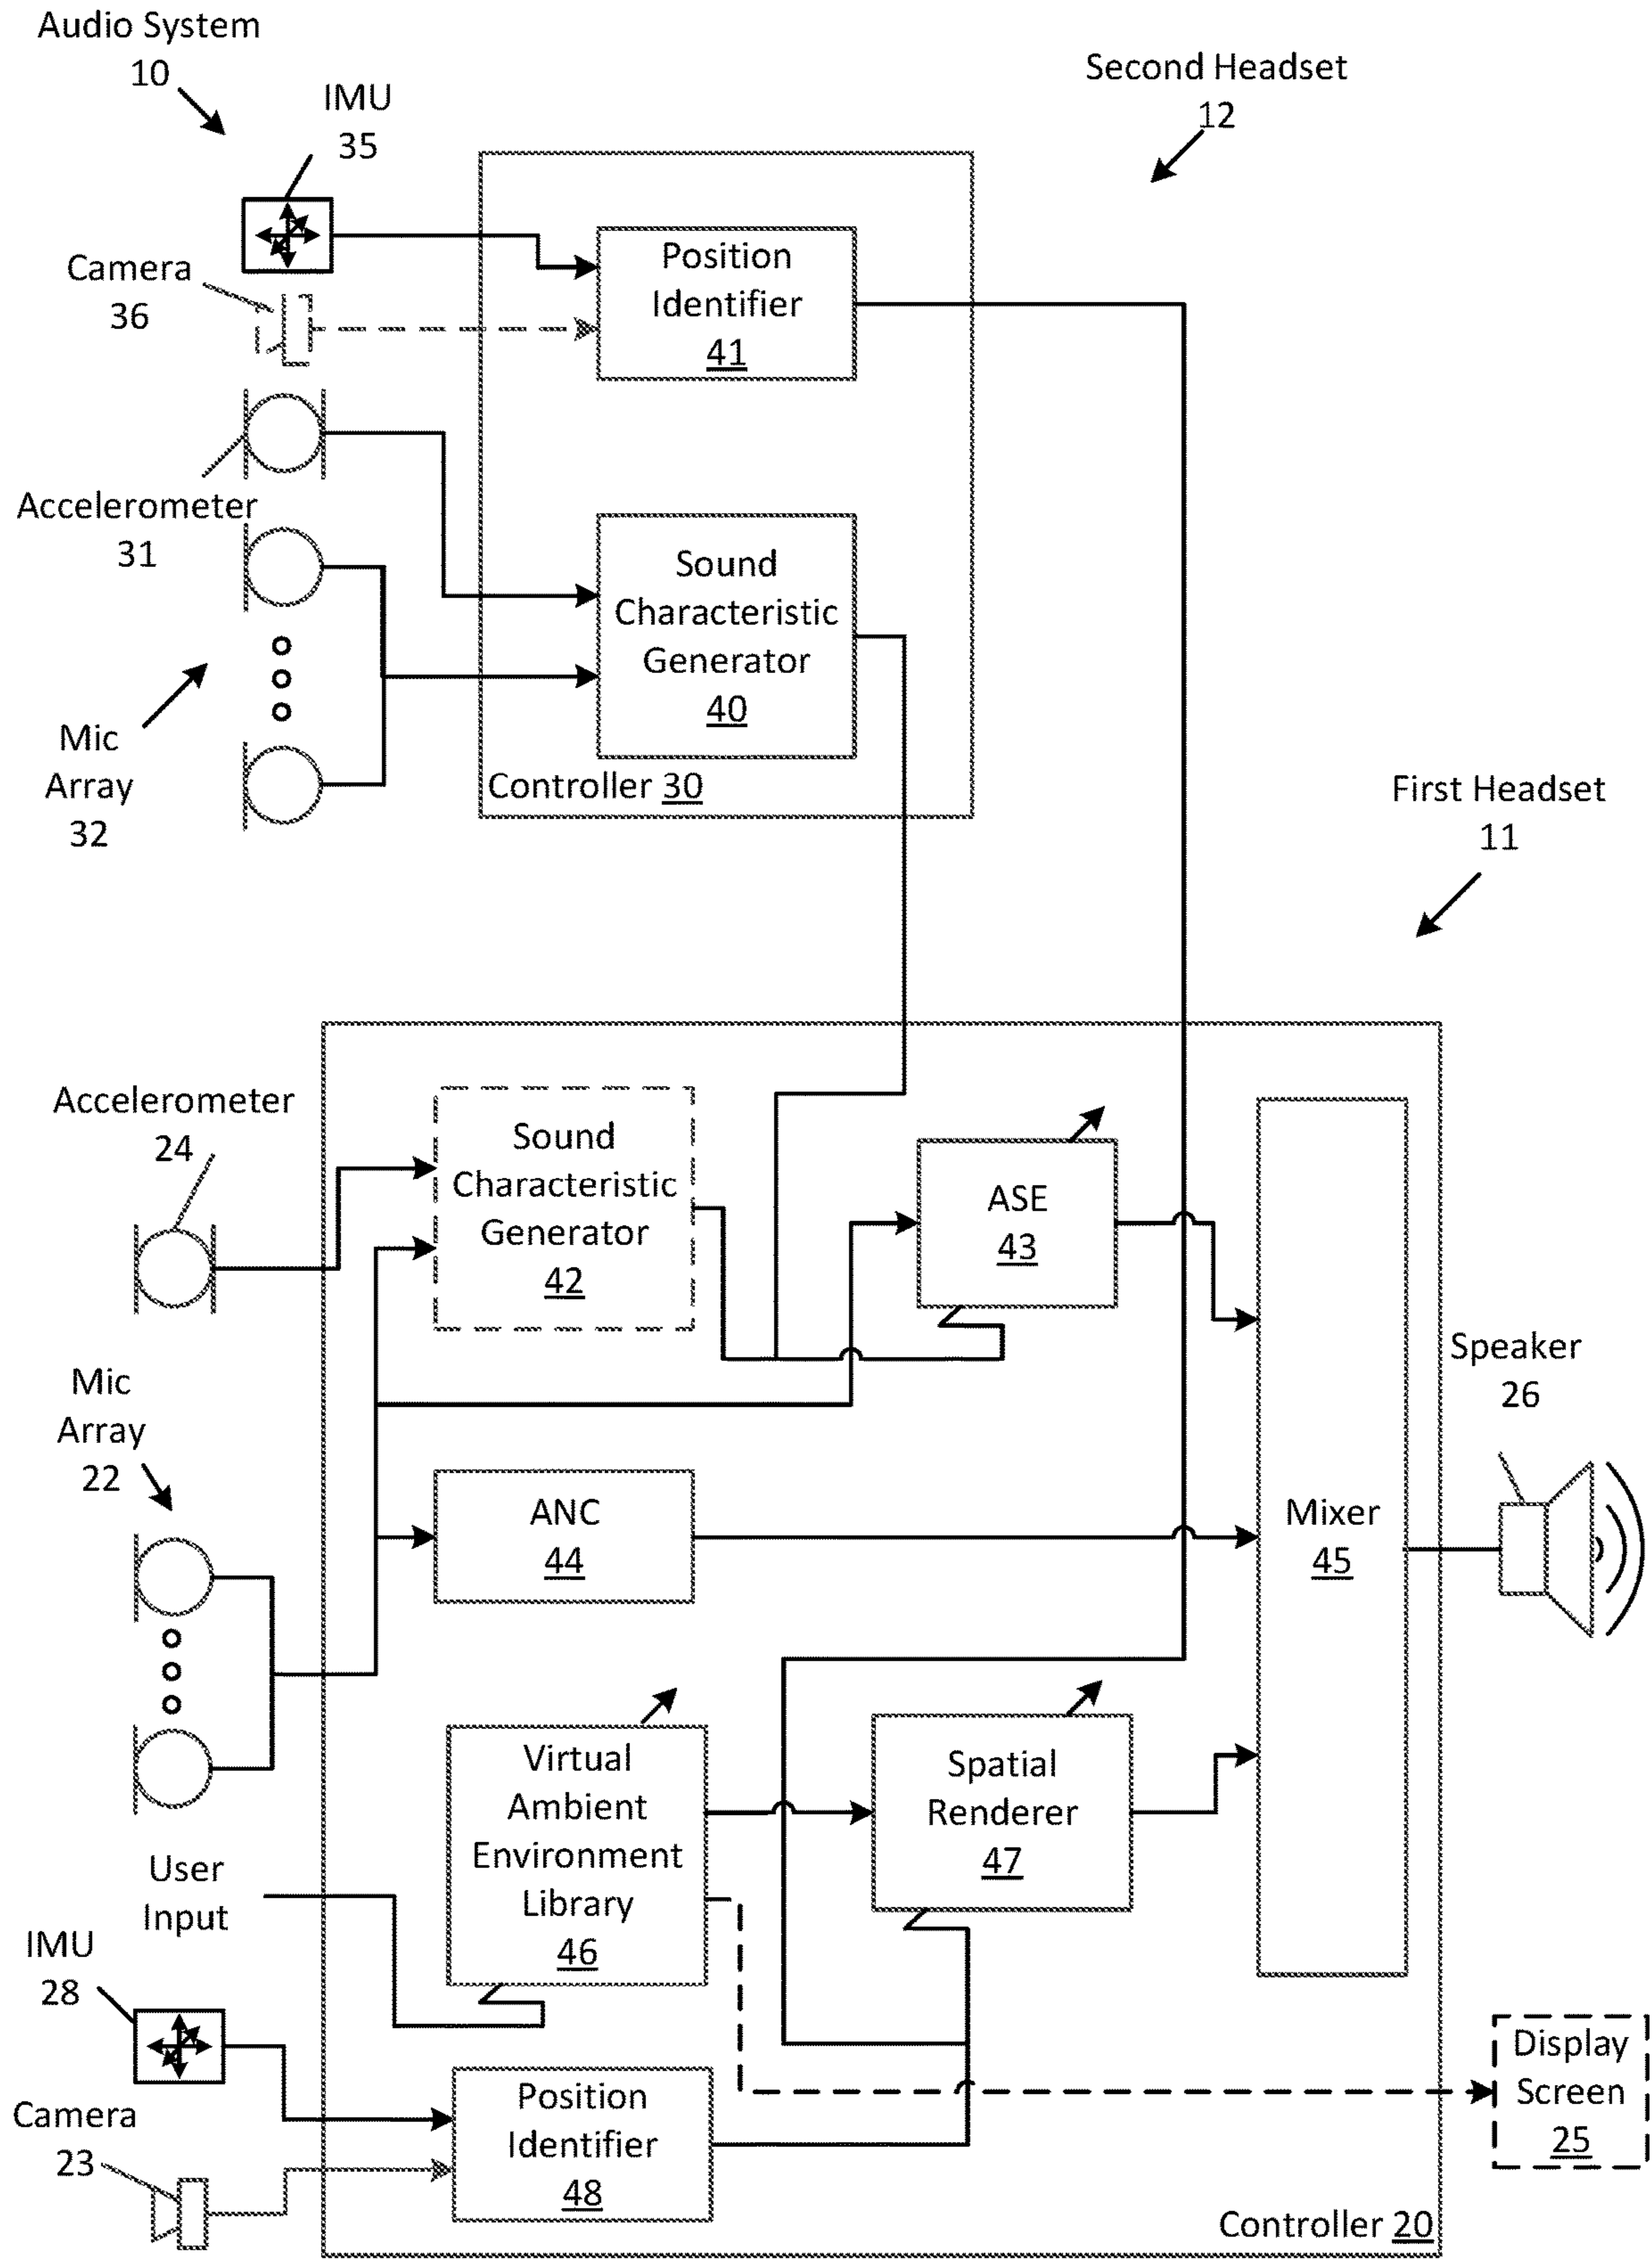 Audio System
10
Second Headset
12
IMU
35
Camera
36
Position
Identifier
41
Accelerometer
31
Sound
Characteristic
Generator
40
Mic
Array
32
Controller 30
First Headset
11
Accelerometer
24
Sound
Characteristic
Generator
42
ASE
43
Speaker
26
Mic
Array
22
ANC
44
Mixer
45
Virtual
Ambient
Environment
Library
46
Spatial
Renderer
47
User
Input
IMU
28
Display
Screen
25
Camera
23
Position
Identifier
48
Controller 20